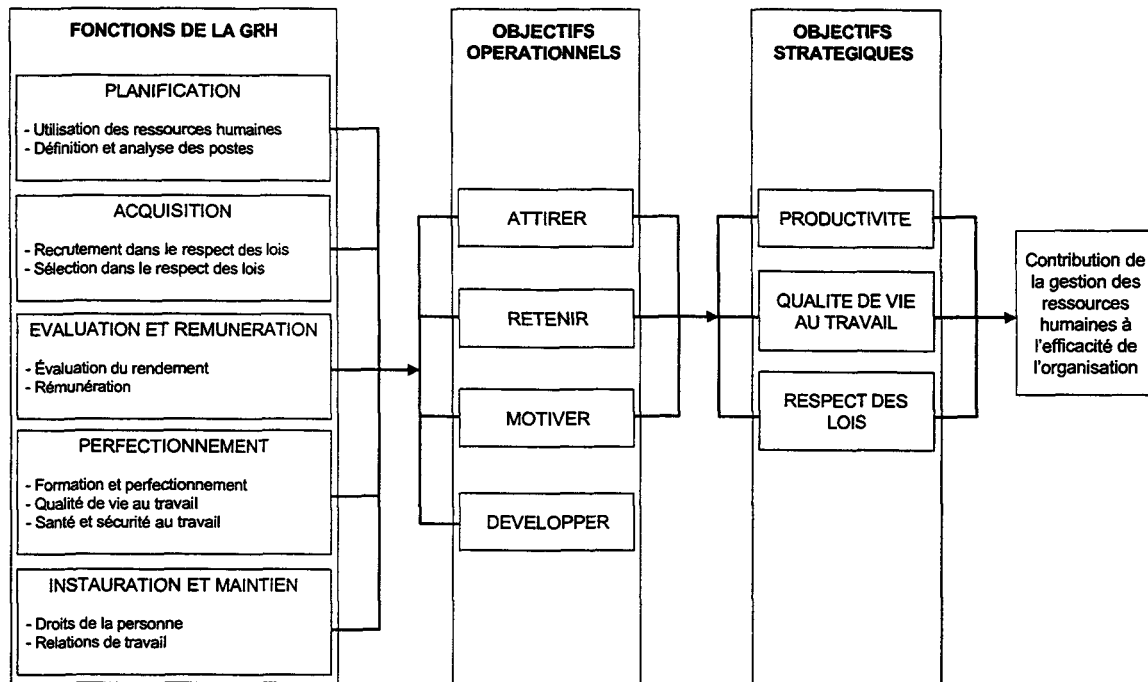 FONCTIONS DE LA GRH
PLANIFICATION
- Utilisation des ressources humaines
- Définition et analyse des postes
ACQUISITION
- Recrutement dans le respect des lois
- Sélection dans le respect des lois
EVALUATION ET REMUNERATION
- Évaluation du rendement
- Rémunération
PERFECTIONNEMENT
- Formation et perfectionnement
- Qualité de vie au travail
- Santé et sécurité au travail
INSTAURATION ET MAINTIEN
- Droits de la personne
- Relations de travail
OBJECTIFS
OPERATIONNELS
ATTIRER
RETENIR
MOTIVER
DEVELOPPER
OBJECTIFS
STRATEGIQUES
PRODUCTIVITE
QUALITE DE VIE
AU TRAVAIL
RESPECT DES
LOIS
Contribution de
la gestion des
ressources
humaines à
l'efficacité de
l'organisation